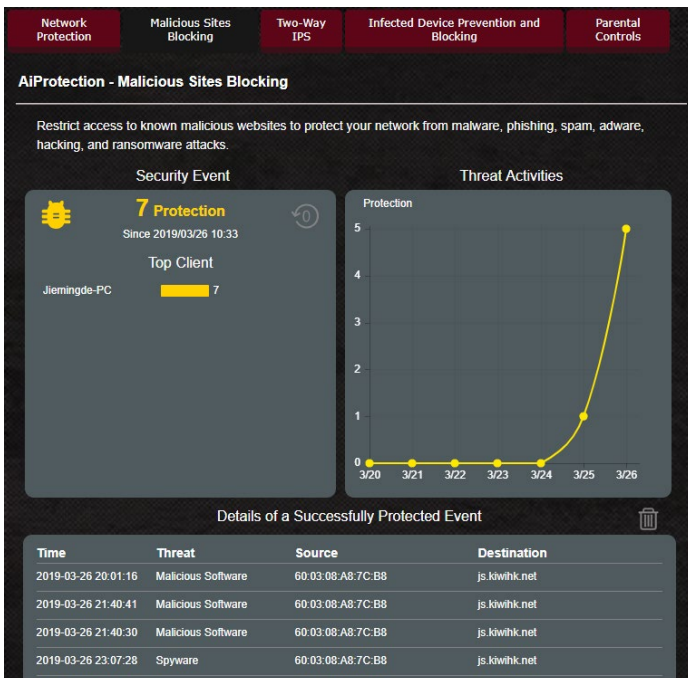 Network Protection
Malicious Sites Blocking
Two-Way IPS
Infected Device Prevention and Blocking
Parental Controls
AiProtection - Malicious Sites Blocking
Restrict access to known malicious websites to protect your network from malware, phishing, spam, adware,
hacking, and ransomware attacks.
Security Event
7 Protection
0
Since 2019/03/26 10:33
Top Client
Jiemingde-PC 7
Threat Activities
Protection
5
4
3
2
1
0
3/20 3/21 3/22 3/23 3/24 3/25 3/26
Details of a Successfully Protected Event
Time Threat Source Destination
2019-03-26 20:01:16 Malicious Software 60:03:08:A8:7C:B8 js.kiwihk.net
2019-03-26 21:40:41 Malicious Software 60:03:08:A8:7C:B8 js.kiwihk.net
2019-03-26 21:40:30 Malicious Software 60:03:08:A8:7C:B8 js.kiwihk.net
2019-03-26 23:07:28 Spyware 60:03:08:A8:7C:B8 js.kiwihk.net